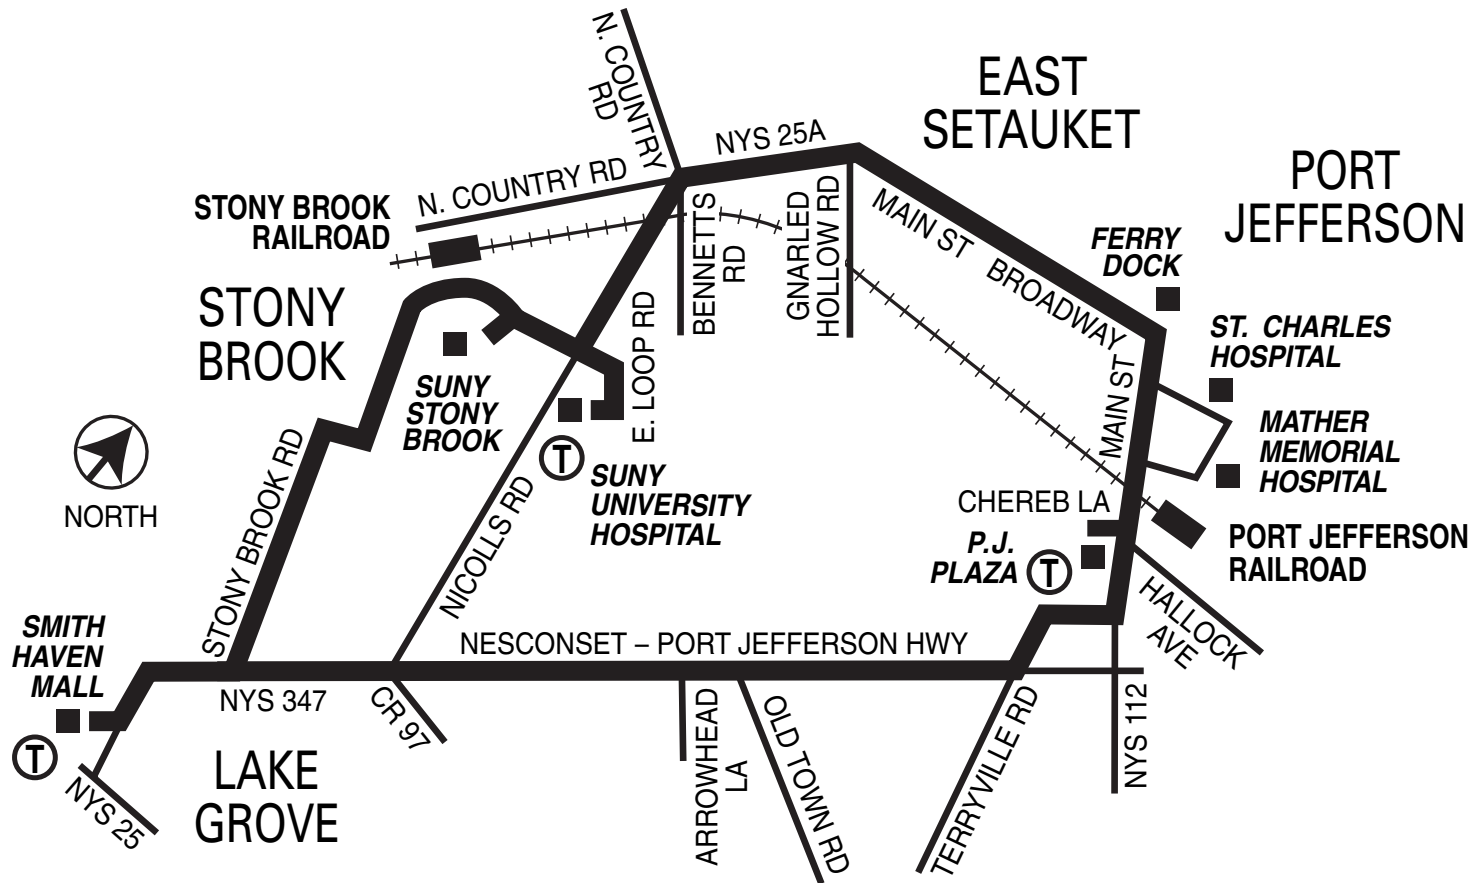 N. COUNTRY
RD
EAST
SETAUKET
NYS 25A
PORT
JEFFERSON
N. COUNTRY RD
STONY BROOK
RAILROAD
BENNETTS
RD
GNARLED
HOLLOW RD
MAIN ST
BROADWAY
FERRY
DOCK
STONY
BROOK
ST. CHARLES
HOSPITAL
E. LOOP RD
SUNY
STONY
BROOK
MAIN ST
MATHER
MEMORIAL
HOSPITAL
NORTH
T
SUNY
UNIVERSITY
HOSPITAL
STONY BROOK RD
NICOLLS RD
CHEREB LA
P.J.
PLAZA
T
PORT JEFFERSON
RAILROAD
HALLOCK
AVE
SMITH
HAVEN
MALL
NESCONSET – PORT JEFFERSON HWY
NYS 347
CR 97
T
NYS 25
LAKE
GROVE
ARROWHEAD
LA
OLD TOWN RD
TERRYVILLE RD
NYS 112